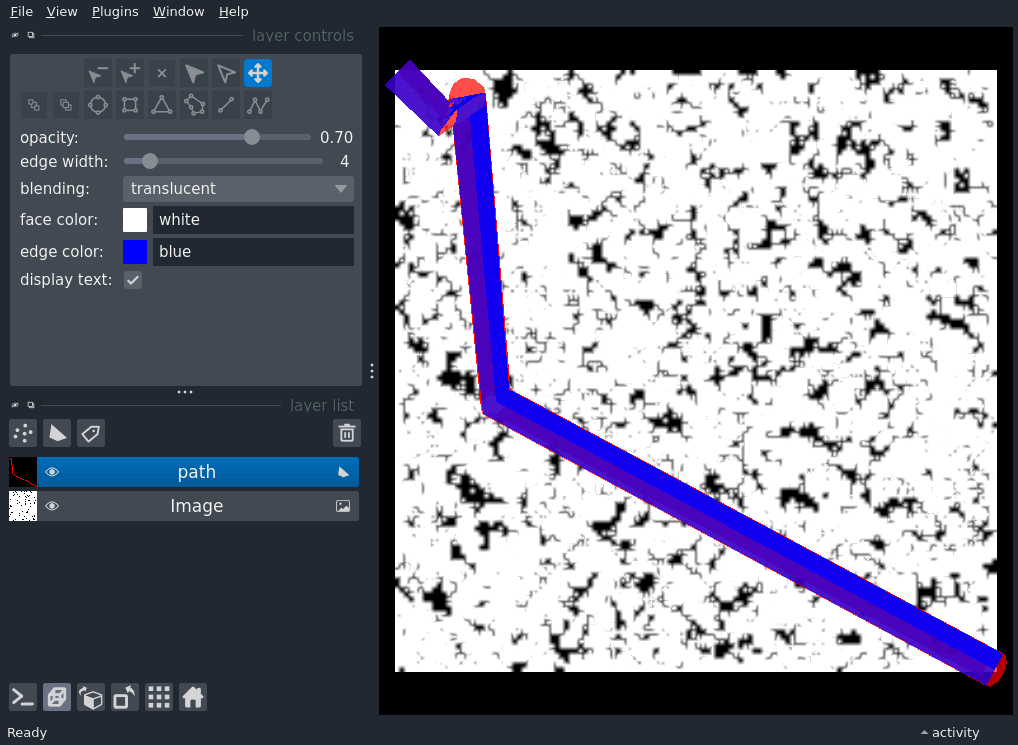 File View Plugins Window Help
layer controls
opacity: 0.70
edge width: 4
blending: translucent
face color: white
edge color: blue
display text:
layer list
path
Image
Ready
activity